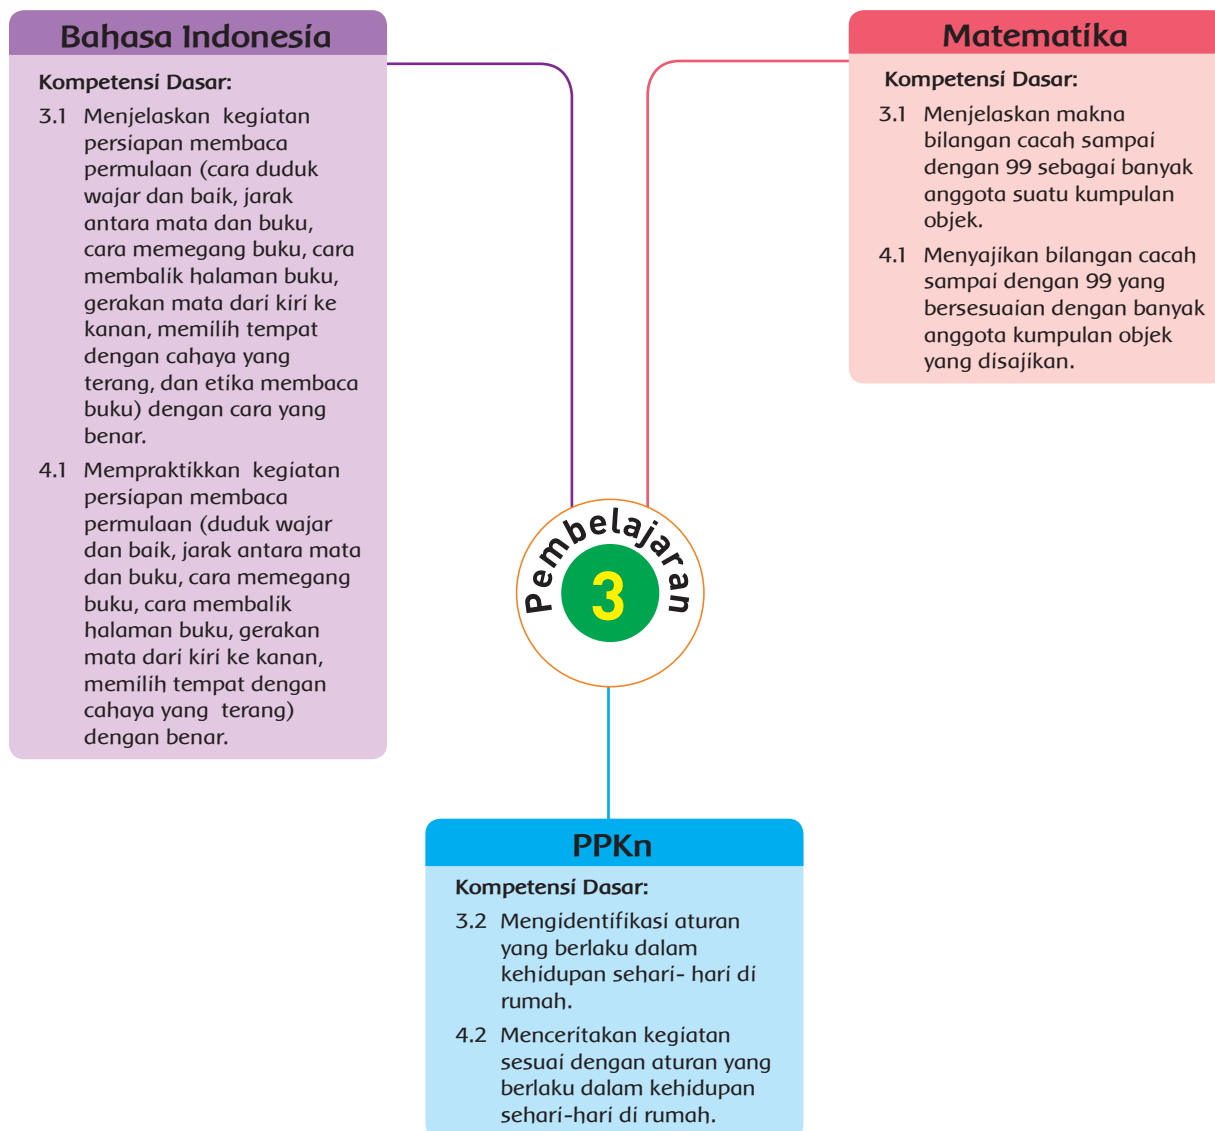 Bahasa Indonesia
Kompetensi Dasar:
3.1 Menjelaskan kegiatan
persiapan membaca
permulaan (cara duduk
wajar dan baik, jarak
antara mata dan buku,
cara memegang buku, cara
membalik halaman buku,
gerakan mata dari kiri ke
kanan, memilih tempat
dengan cahaya yang
terang, dan etika membaca
buku) dengan cara yang
benar.
4.1 Mempraktikkan kegiatan
persiapan membaca
permulaan (duduk wajar
dan baik, jarak antara mata
dan buku, cara memegang
buku, cara membalik
halaman buku, gerakan
mata dari kiri ke kanan,
memilih tempat dengan
cahaya yang terang)
dengan benar.
Matematika
Kompetensi Dasar:
3.1 Menjelaskan makna
bilangan cacah sampai
dengan 99 sebagai banyak
anggota suatu kumpulan
objek.
4.1 Menyajikan bilangan cacah
sampai dengan 99 yang
bersesuaian dengan banyak
anggota kumpulan objek
yang disajikan.
Pembelajaran
3
PPKn
Kompetensi Dasar:
3.2 Mengidentifikasi aturan
yang berlaku dalam
kehidupan sehari- hari di
rumah.
4.2 Menceritakan kegiatan
sesuai dengan aturan yang
berlaku dalam kehidupan
sehari-hari di rumah.